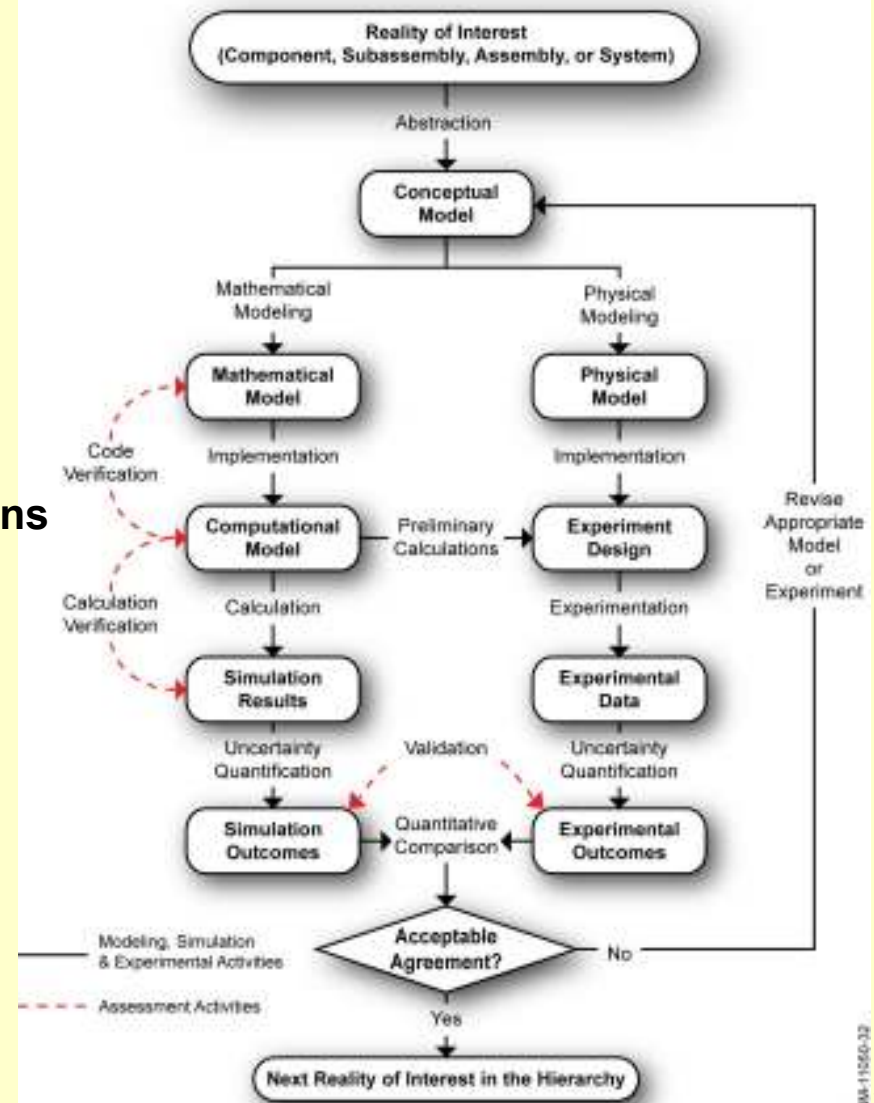 Reality of Interest
(Component, Subassembly, Assembly, or System)
Abstraction
Conceptual
Model
Mathematical
Modeling
Physical
Modeling
Mathematical
Model
Physical
Model
Code
Verification
Implementation
Implementation
ns
Computational
Model
Preliminary
Calculations
Experiment
Design
Revise
Appropriate
Model
or
Experiment
Calculation
Verification
Calculation
Experimentation
Simulation
Results
Experimental
Data
Uncertainty
Quantification
Validation
Uncertainty
Quantification
Simulation
Outcomes
Quantitative
Comparison
Experimental
Outcomes
Modeling, Simulation
& Experimental Activities
Acceptable
Agreement?
No
Assessment Activities
Yes
Next Reality of Interest in the Hierarchy